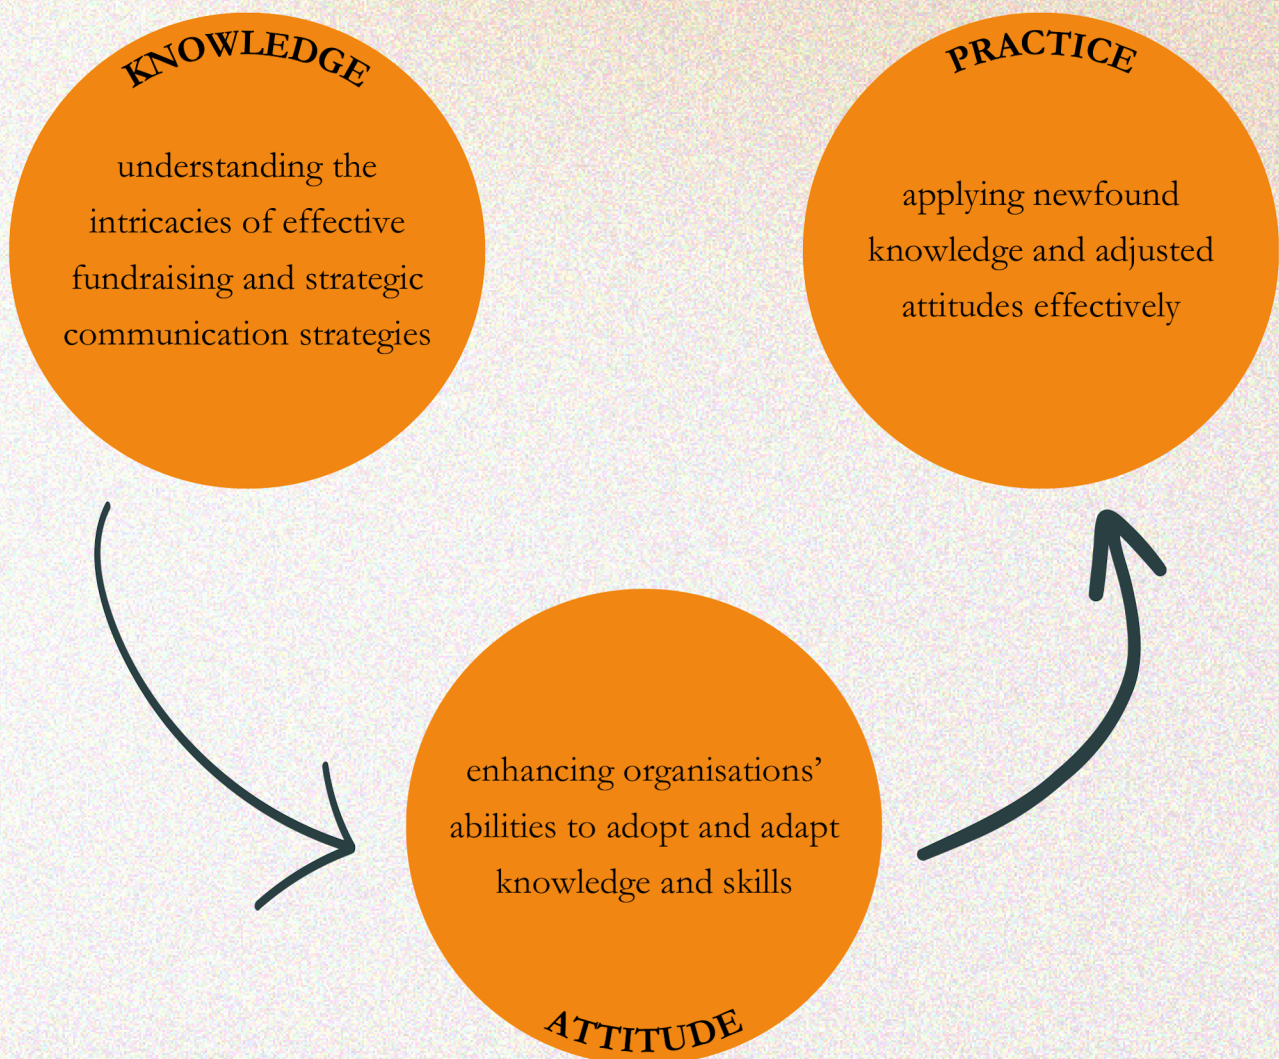 KNOWLEDGE
understanding the
intricacies of effective
fundraising and strategic
communication strategies
PRACTICE
applying newfound
knowledge and adjusted
attitudes effectively
enhancing organisations’
abilities to adopt and adapt
knowledge and skills
ATTITUDE